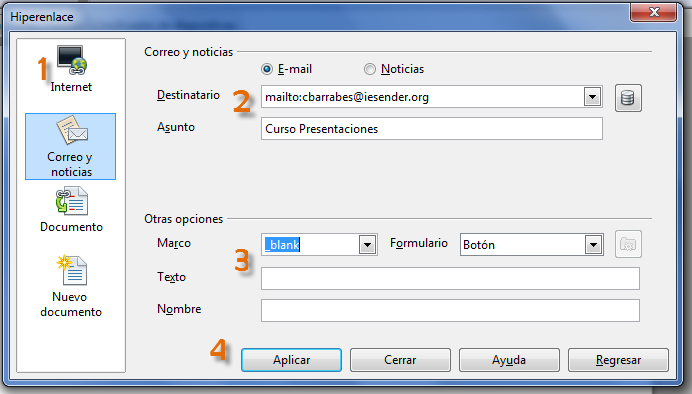 Hiperenlace
1
Internet
Correo y
noticias
Documento
Nuevo
documento
Correo y noticias
E-mail
Noticias
Destinatario
2
mailto:cbarrabes@iesender.org
Asunto
Curso Presentaciones
Otras opciones
Marco
_blank
Formulario
Botón
3
Texto
Nombre
4
Aplicar
Cerrar
Ayuda
Regresar